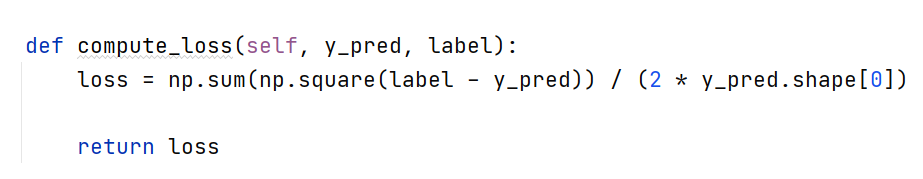 def compute_loss(self, y_pred, label):
    loss = np.sum(np.square(label - y_pred)) / (2 * y_pred.shape[0])
    return loss